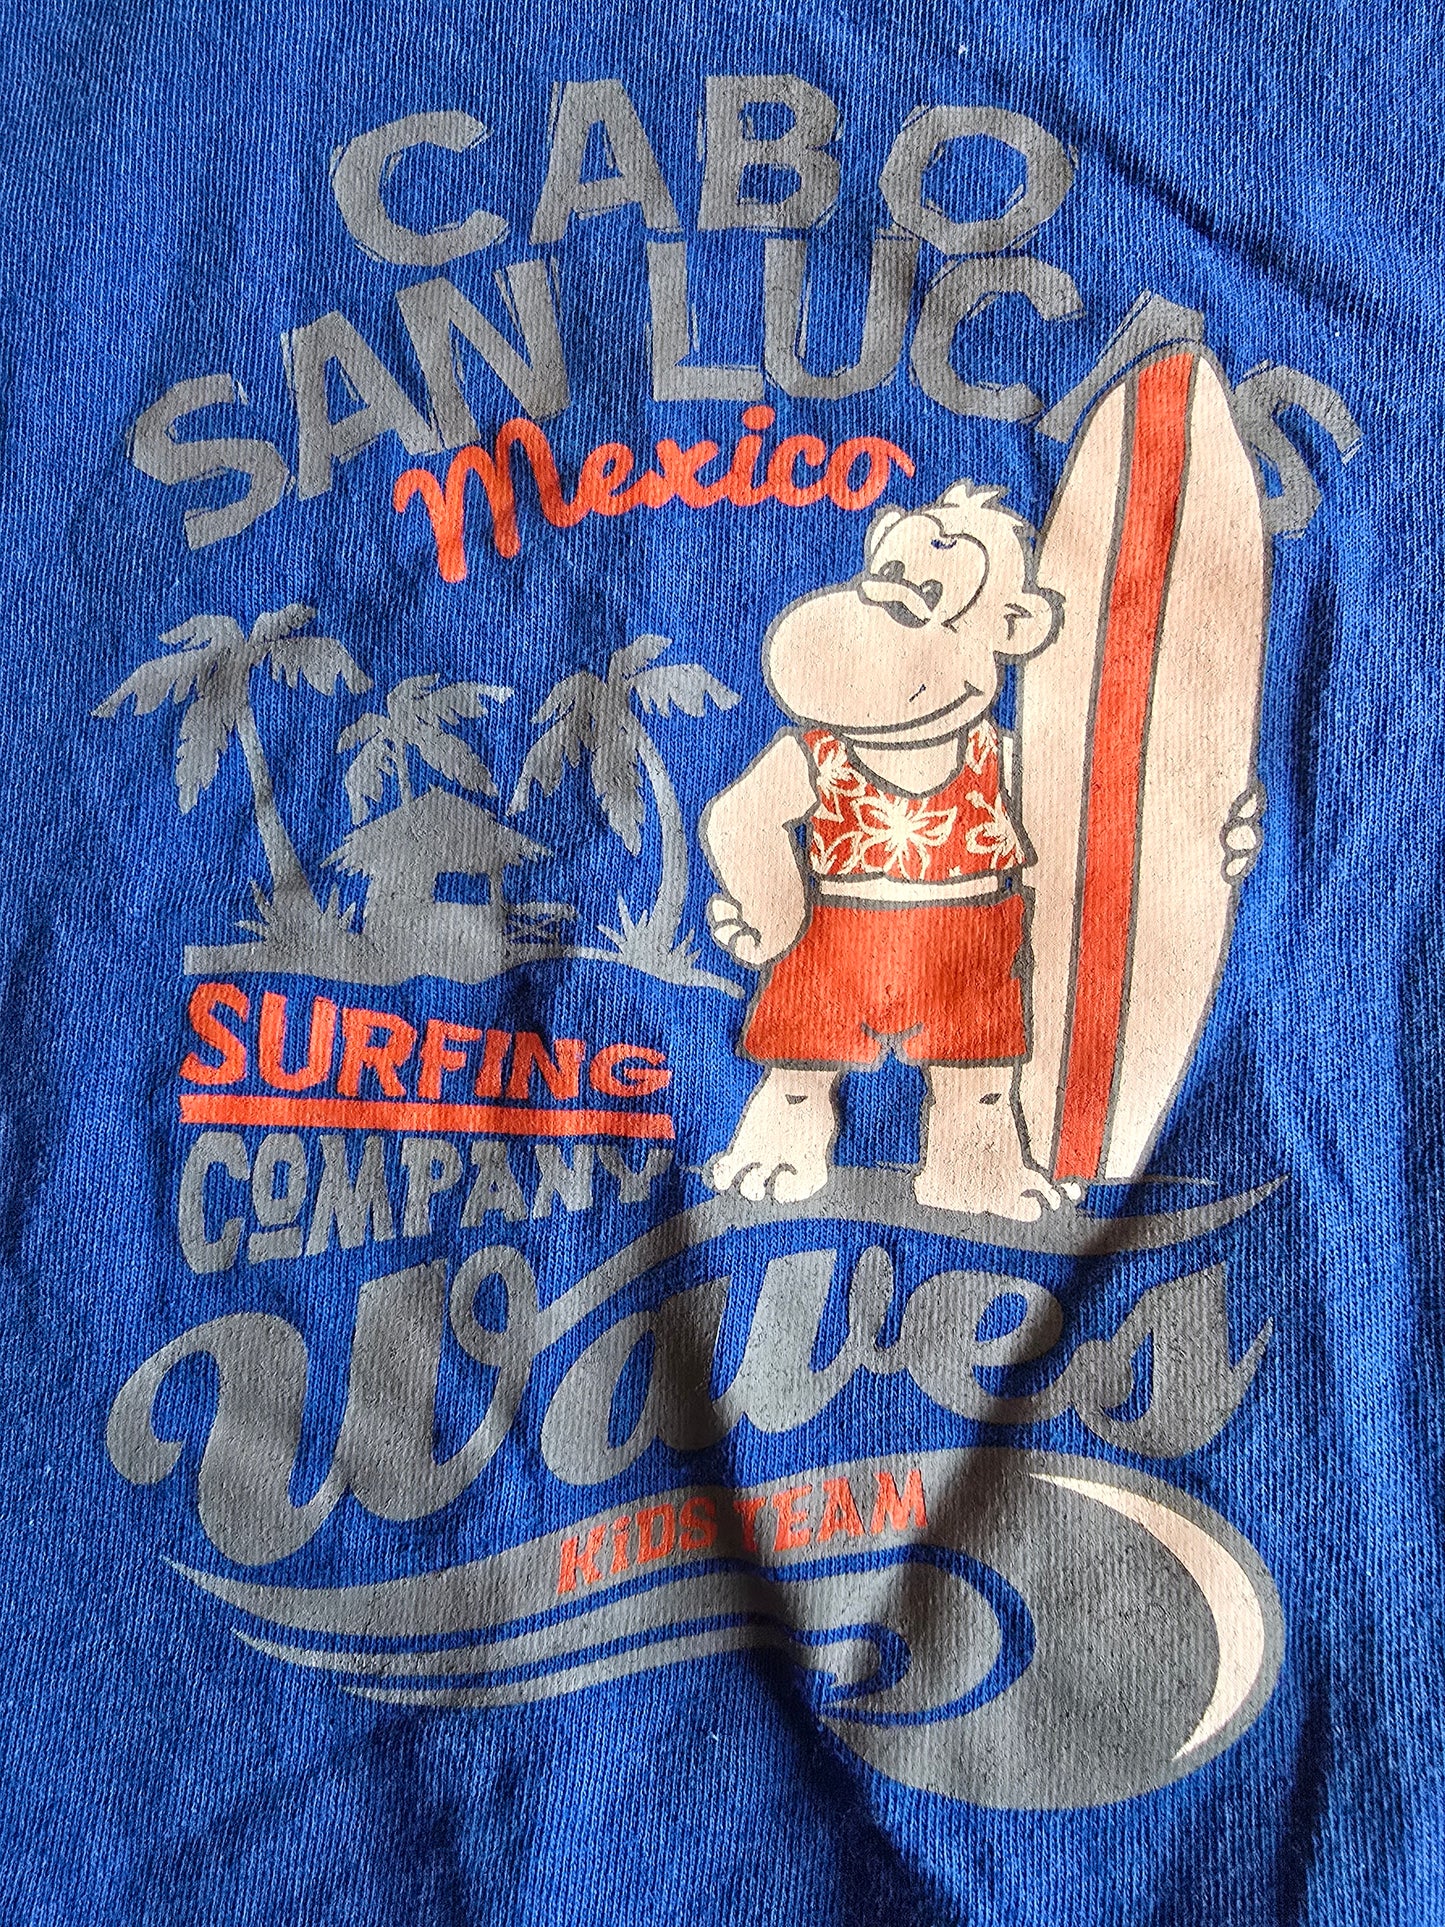 CABO
SAN LUCAS
Mexico
SURFING
COMPANY
Waves
KiDS TEAM